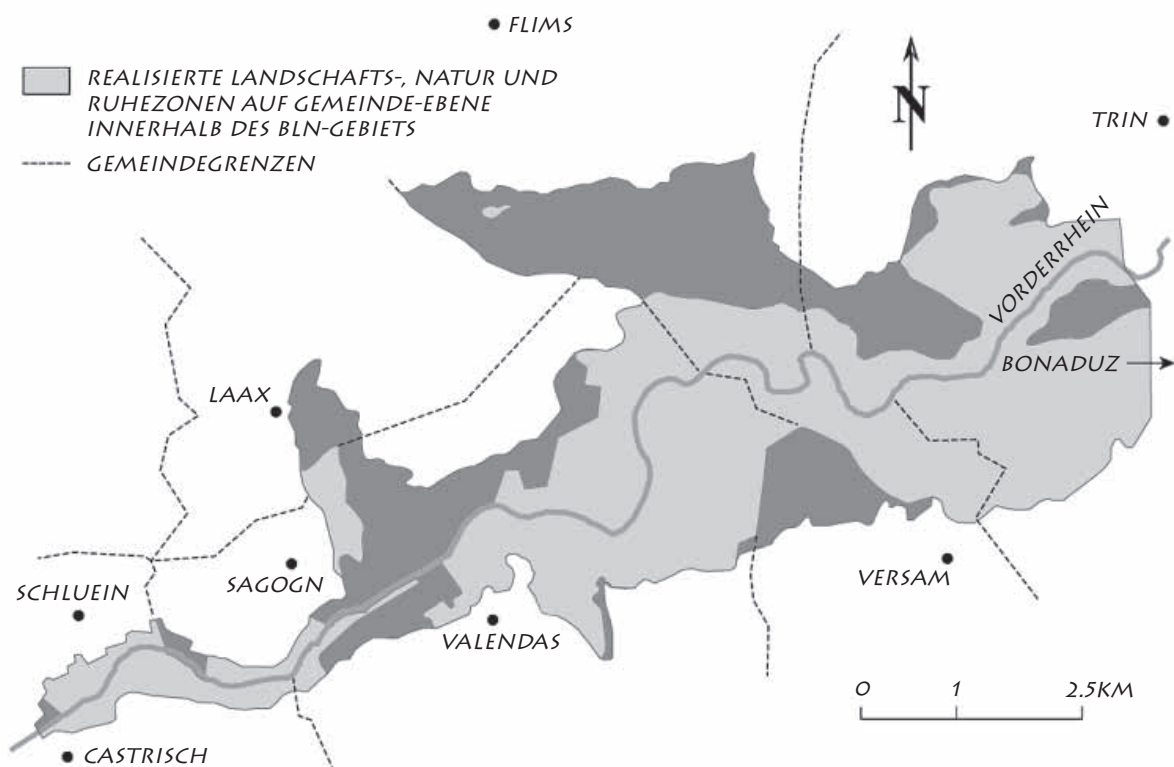 FLIMS
REALISIERTE LANDSCHAFTS-, NATUR UND
RUHEZONEN AUF GEMEINDE-EBENE
INNERHALB DES BLN-GEBIETS
GEMEINDEGRENZEN
N
TRIN
VORDERRHEIN
BONADUZ
LAAX
SAGOGN
SCHLUEIN
VALENDAS
VERSAM
CASTRISCH
0 1 2.5KM